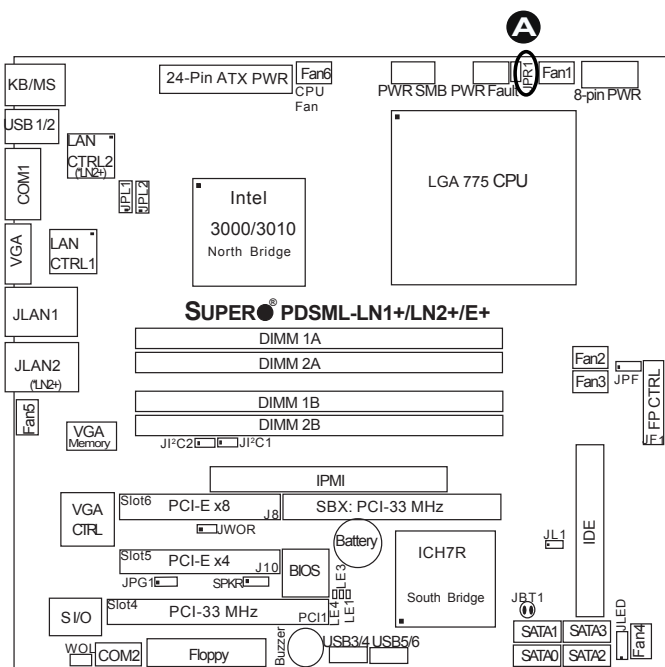 A
KB/MS
24-Pin ATX PWR
Fan6
CPU
Fan
PWR SMB
PWR Fault
JPR1
Fan1
8-pin PWR
USB 1/2
LAN
CTRL2
(*LN2+)
COM1
JPL1
JPL2
Intel
3000/3010
North Bridge
LGA 775 CPU
VGA
LAN
CTRL1
JLAN1
SUPER® PDSML-LN1+/LN2+/E+
DIMM 1A
DIMM 2A
JLAN2
(*LN2+)
Fan2
Fan3
JPF
FP CTRL
JF1
DIMM 1B
DIMM 2B
Fan5
VGA
Memory
JI²C2
JI²C1
IPMI
VGA
CTRL
Slot6
PCI-E x8
J8
SBX: PCI-33 MHz
JWOR
Battery
ICH7R
South Bridge
JL1
IDE
Slot5
PCI-E x4
J10
BIOS
JPG1
SPKR
LE3
LE4
LE1
S I/O
Slot4
PCI-33 MHz
PCI1
JBT1
JLED
SATA1
SATA3
Fan4
WOL
COM2
Floppy
Buzzer
USB3/4
USB5/6
SATA0
SATA2